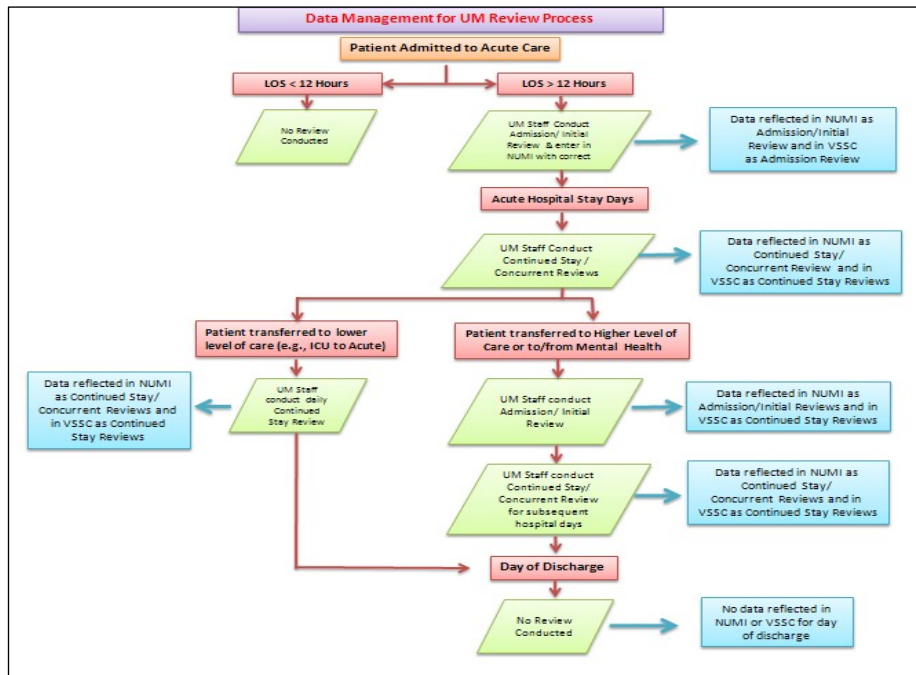 Data Management for UM Review Process
Patient Admitted to Acute Care
LOS < 12 Hours
LOS > 12 Hours
No Review
Conducted
UM Staff Conduct
Admission/ Initial
Review & enter in
NUMI with correct
Data reflected in NUMI as
Admission/Initial
Review and in VSSC
as Admission Review
Acute Hospital Stay Days
UM Staff Conduct
Continued Stay /
Concurrent Reviews
Data reflected in NUMI as
Continued Stay/
Concurrent Review and in
VSSC as Continued Stay Reviews
Patient transferred to lower
level of care (e.g., ICU to Acute)
Patient transferred to Higher Level of
Care or to/from Mental Health
Data reflected in NUMI
as Continued Stay/
Concurrent Reviews and
in VSSC as Continued
Stay Reviews
UM Staff
conduct daily
Continued
Stay Review
UM Staff conduct
Admission/ Initial
Review
Data reflected in NUMI as
Admission/Initial Reviews and in
VSSC as Continued Stay Reviews
UM Staff conduct
Continued Stay/
Concurrent Review
for subsequent
hospital days
Data reflected in NUMI as
Continued Stay/
Concurrent Reviews and in
VSSC as Continued Stay Reviews
Day of Discharge
No Review
Conducted
No data reflected in
NUMI or VSSC for day
of discharge